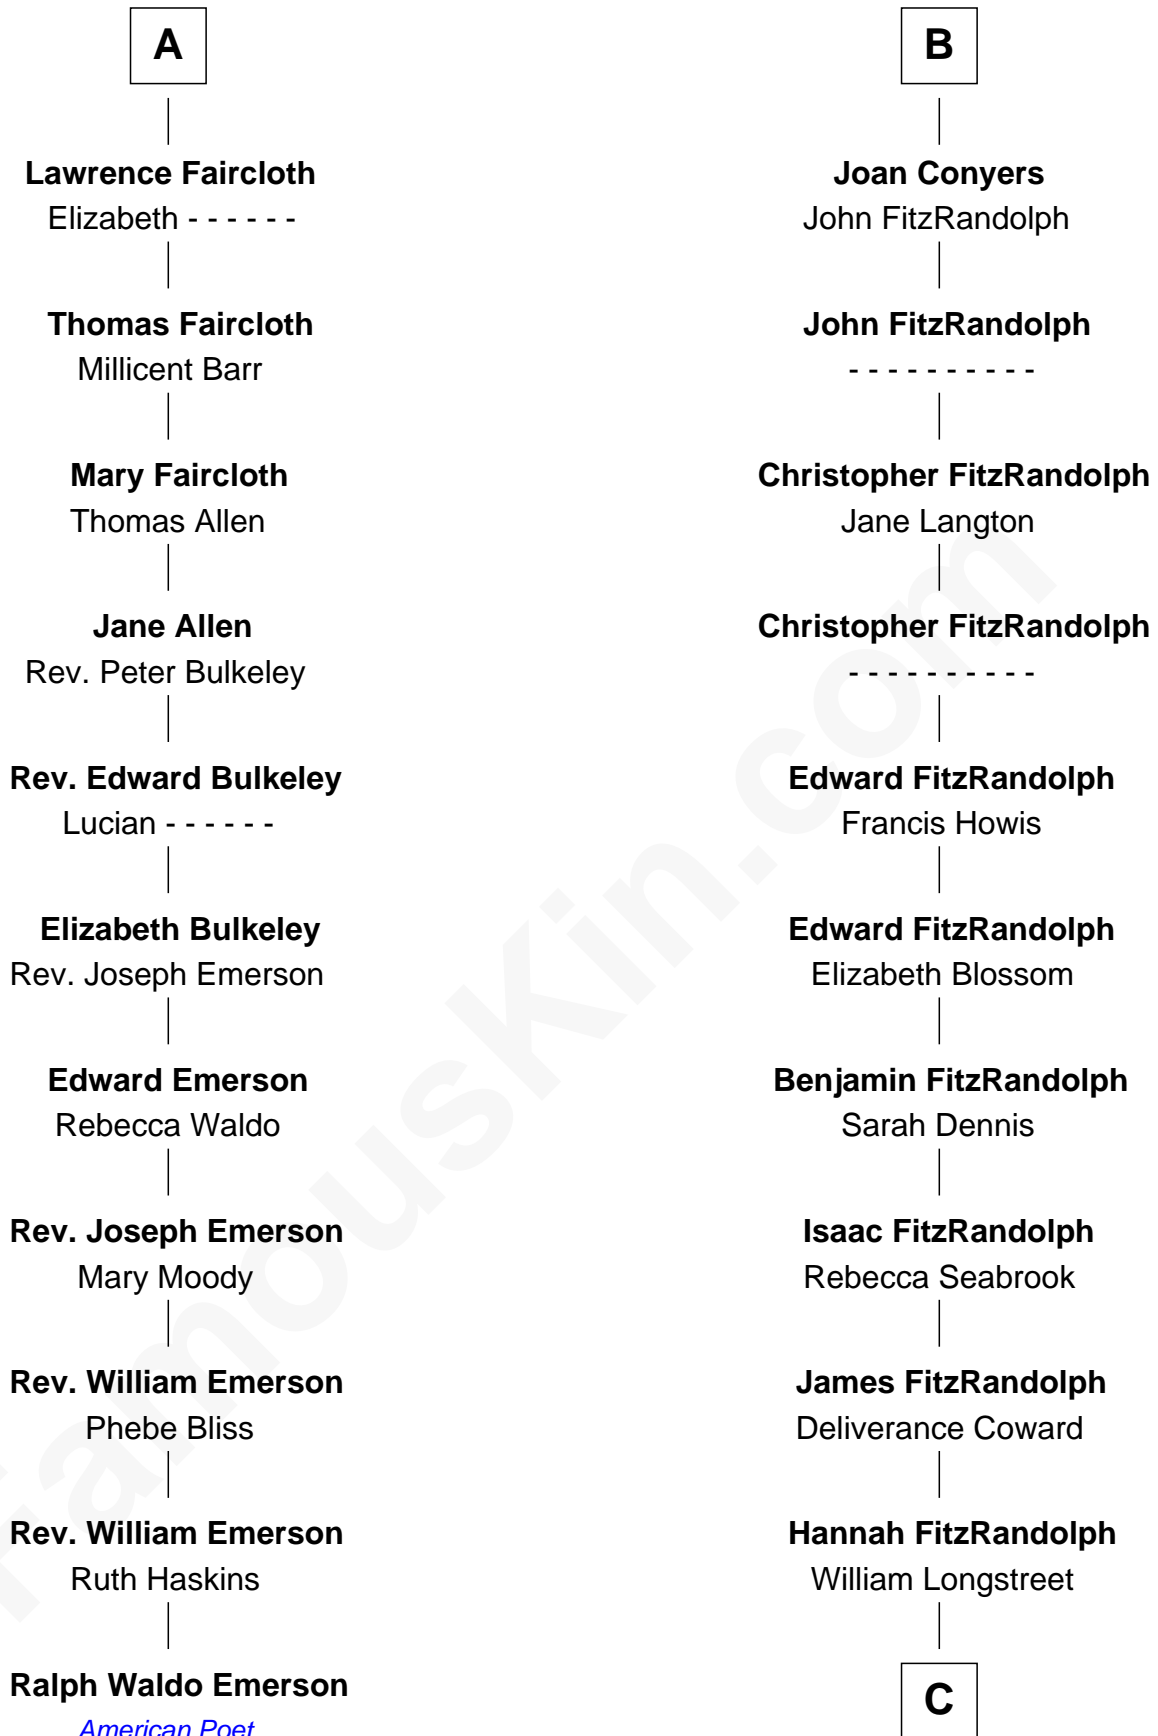 A
Lawrence Faircloth
Elizabeth - - - - - -
Thomas Faircloth
Millicent Barr
Mary Faircloth
Thomas Allen
Jane Allen
Rev. Peter Bulkeley
Rev. Edward Bulkeley
Lucian - - - - - -
Elizabeth Bulkeley
Rev. Joseph Emerson
Edward Emerson
Rebecca Waldo
Rev. Joseph Emerson
Mary Moody
Rev. William Emerson
Phebe Bliss
Rev. William Emerson
Ruth Haskins
Ralph Waldo Emerson
American Poet
B
Joan Conyers
John FitzRandolph
John FitzRandolph
- - - - - - - - - -
Christopher FitzRandolph
Jane Langton
Christopher FitzRandolph
- - - - - - - - - -
Edward FitzRandolph
Francis Howis
Edward FitzRandolph
Elizabeth Blossom
Benjamin FitzRandolph
Sarah Dennis
Isaac FitzRandolph
Rebecca Seabrook
James FitzRandolph
Deliverance Coward
Hannah FitzRandolph
William Longstreet
C
FamousKin.com